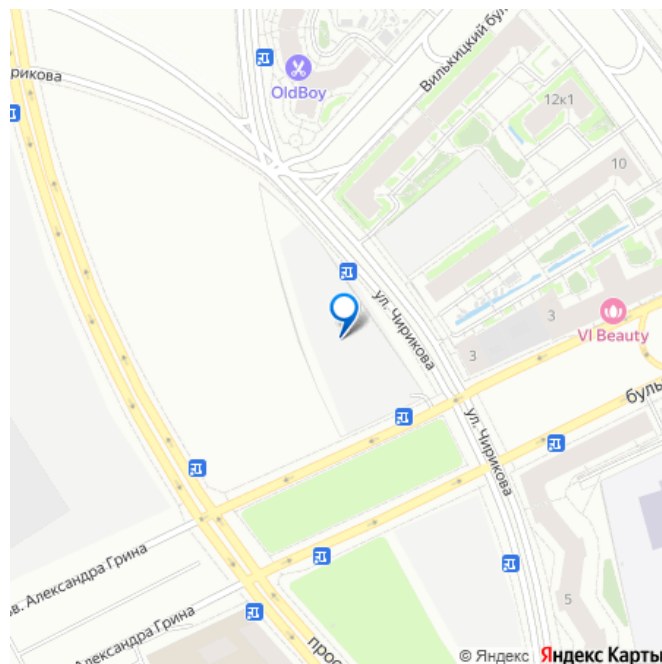 рикова
OldBoy
Вилькицкий бул
12к1
10
ул. Чирикова
3
3
VI Beauty
буль
ул. Чирикова
ов. Александра Грина
Александра Грина
прос
5
© Яндекс Яндекс Карты